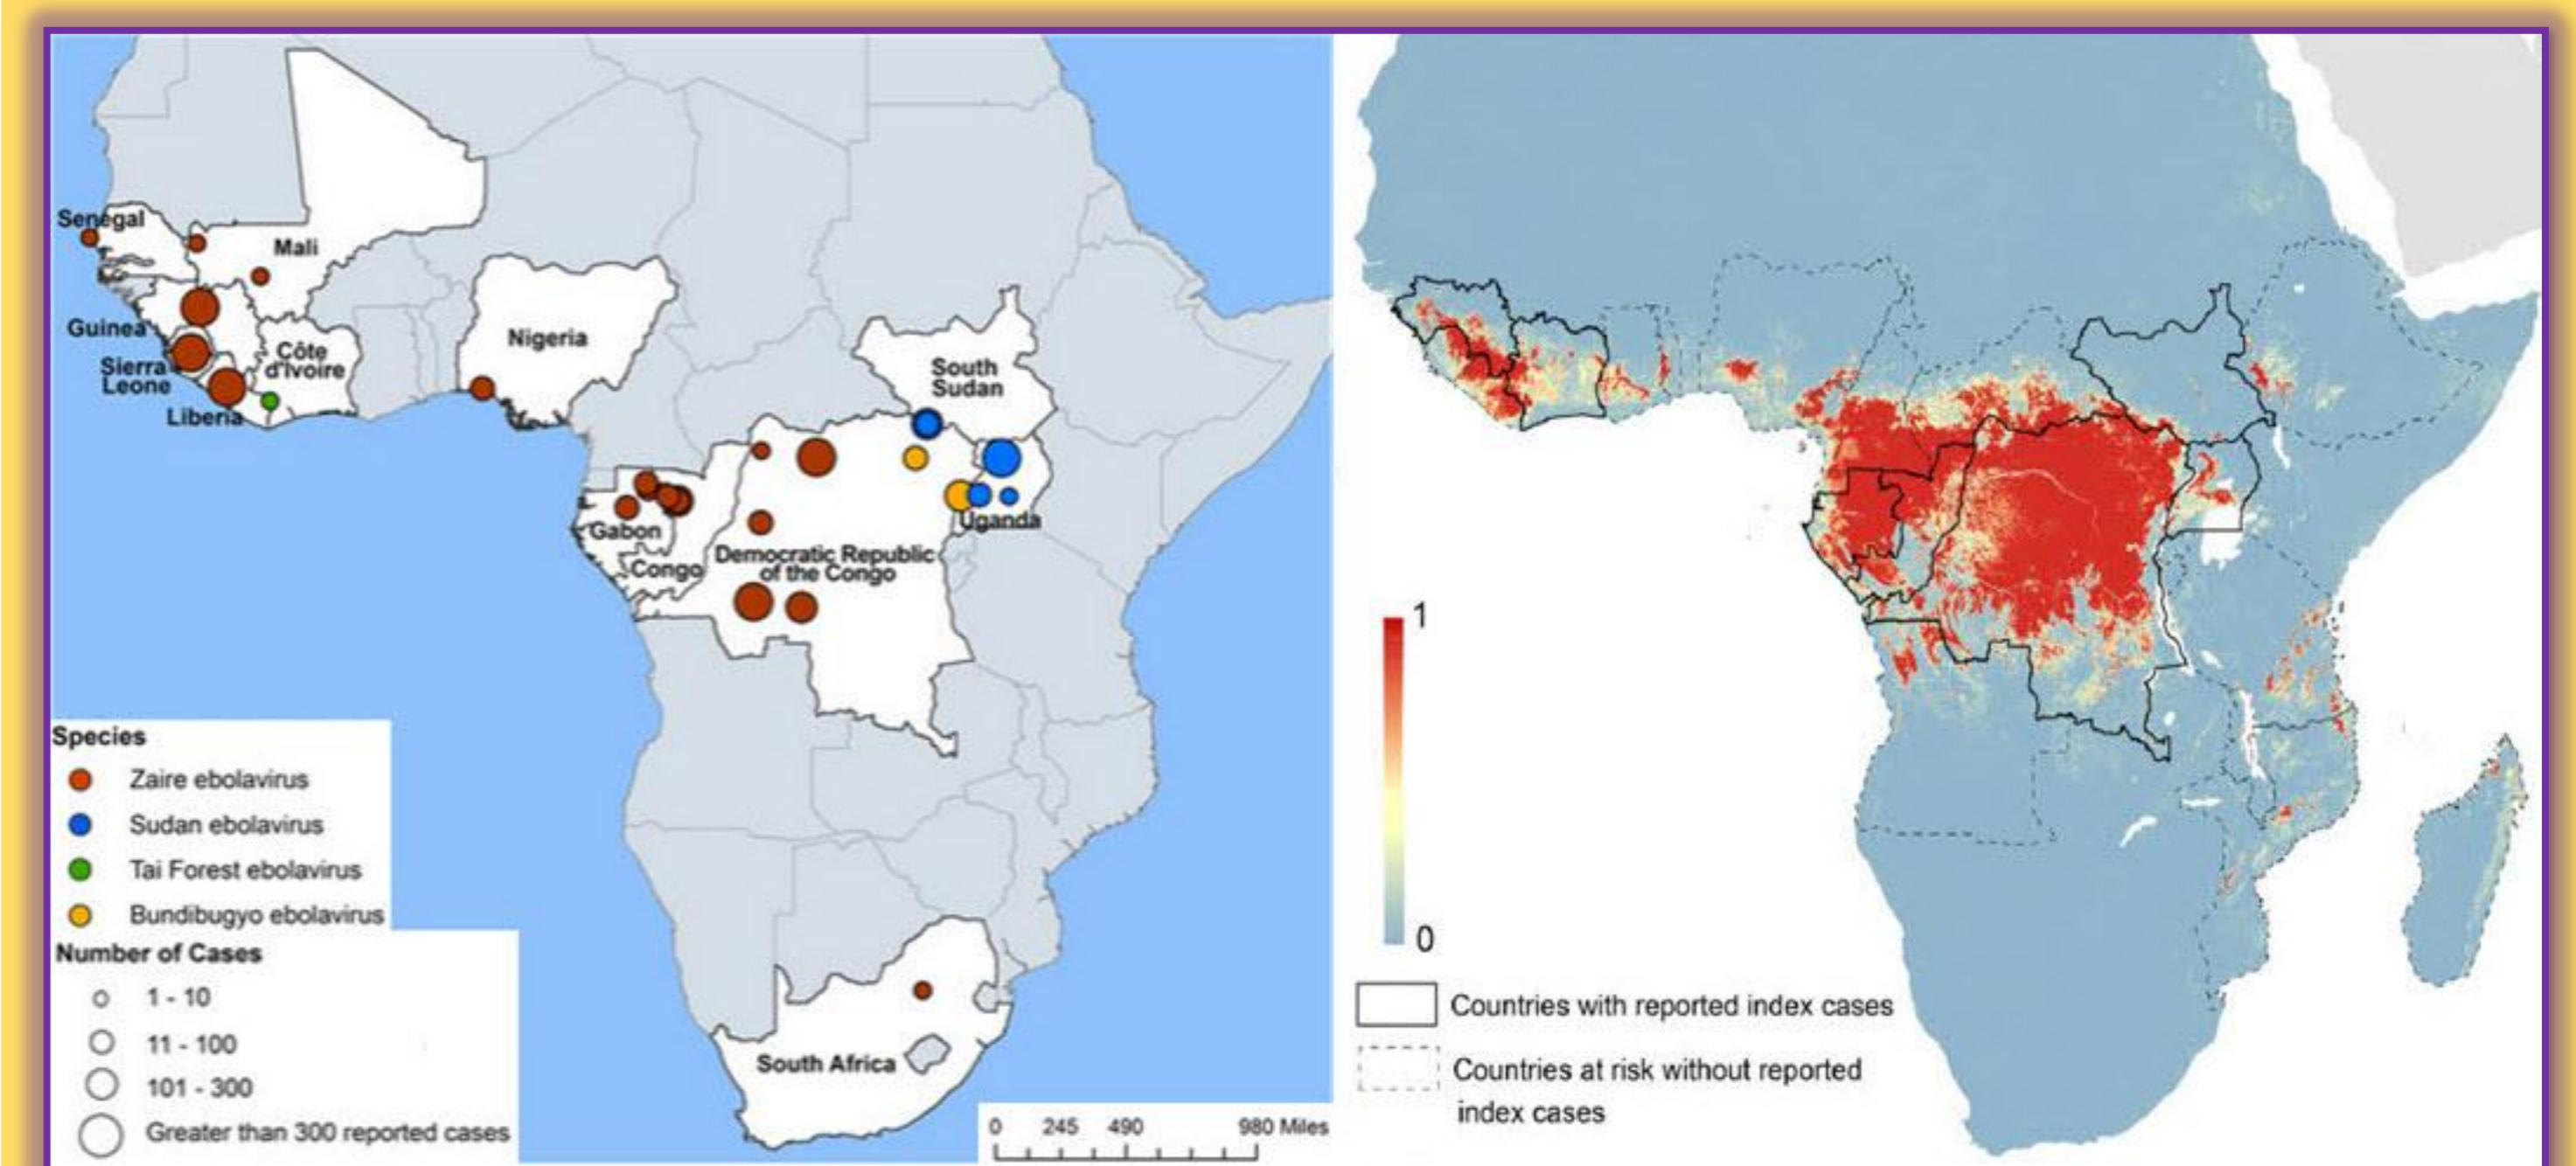 Senegal
Mali
Guinea
Sierra
Leone
Côte
d'Ivoire
Liberia
Nigeria
South
Sudan
Uganda
Gabon
Congo
Democratic Republic
of the Congo
South Africa
Species
Zaire ebolavirus
Sudan ebolavirus
Tai Forest ebolavirus
Bundibugyo ebolavirus
Number of Cases
1 - 10
11 - 100
101 - 300
Greater than 300 reported cases
0 245 490 980 Miles
1
0
Countries with reported index cases
Countries at risk without reported
index cases